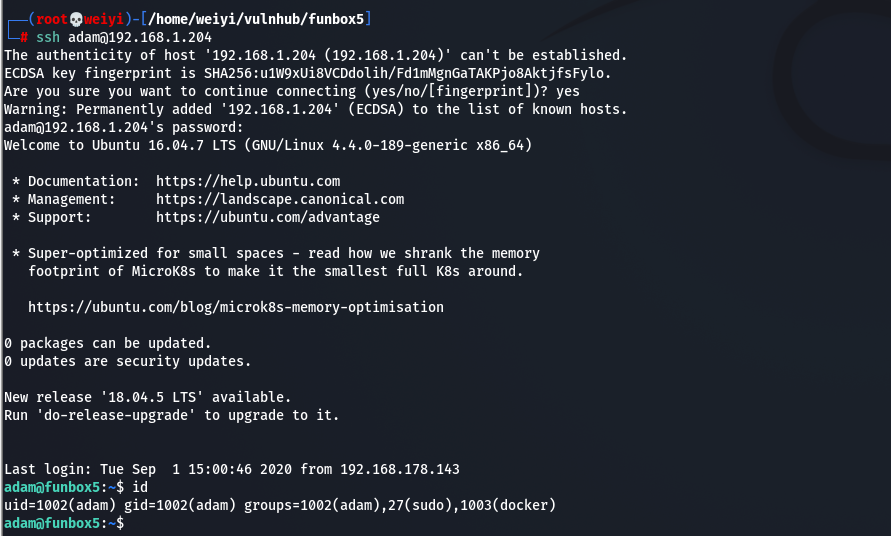 ┌──(root💀weiyi)-[/home/weiyi/vulnhub/funbox5]
└─# ssh adam@192.168.1.204
The authenticity of host '192.168.1.204 (192.168.1.204)' can't be established.
ECDSA key fingerprint is SHA256:u1W9xUi8VCDdolih/Fd1mMgnGaTAKPjo8AktjfsFylo.
Are you sure you want to continue connecting (yes/no/[fingerprint])? yes
Warning: Permanently added '192.168.1.204' (ECDSA) to the list of known hosts.
adam@192.168.1.204's password:
Welcome to Ubuntu 16.04.7 LTS (GNU/Linux 4.4.0-189-generic x86_64)

 * Documentation:  https://help.ubuntu.com
 * Management:     https://landscape.canonical.com
 * Support:        https://ubuntu.com/advantage

 * Super-optimized for small spaces - read how we shrank the memory
   footprint of MicroK8s to make it the smallest full K8s around.

   https://ubuntu.com/blog/microk8s-memory-optimisation

0 packages can be updated.
0 updates are security updates.

New release '18.04.5 LTS' available.
Run 'do-release-upgrade' to upgrade to it.


Last login: Tue Sep  1 15:00:46 2020 from 192.168.178.143
adam@funbox5:~$ id
uid=1002(adam) gid=1002(adam) groups=1002(adam),27(sudo),1003(docker)
adam@funbox5:~$